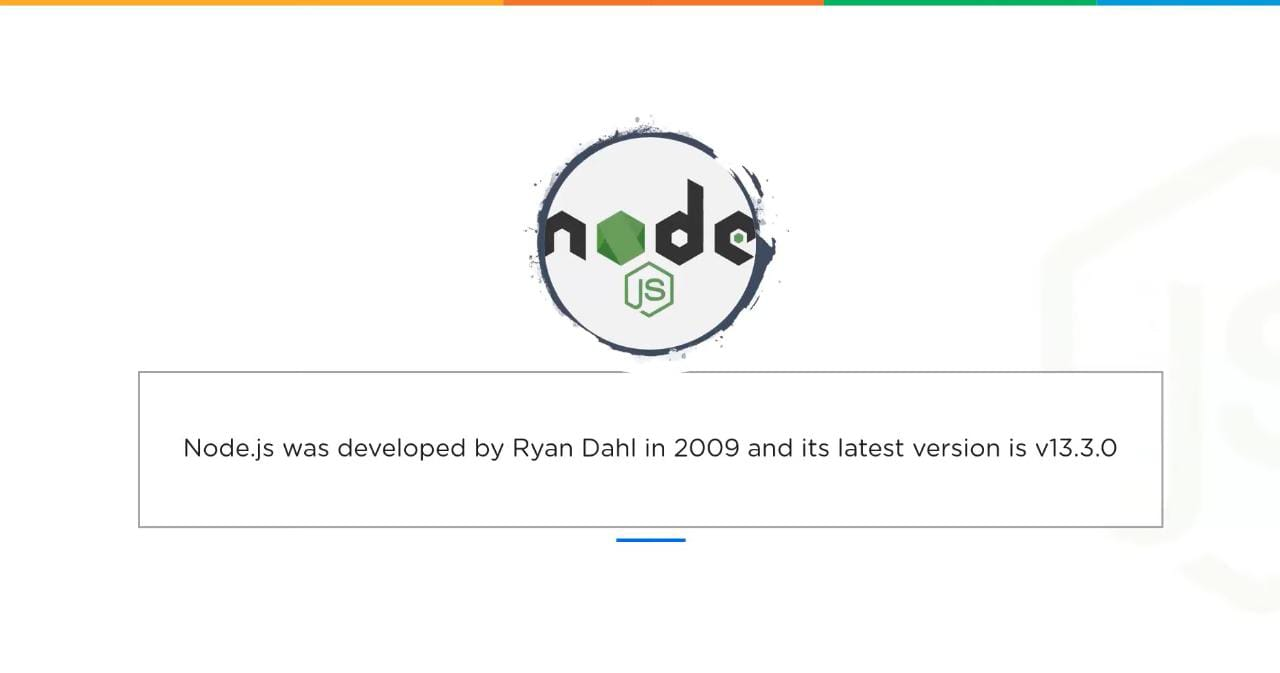 node
JS
Node.js was developed by Ryan Dahl in 2009 and its latest version is v13.3.0
JS